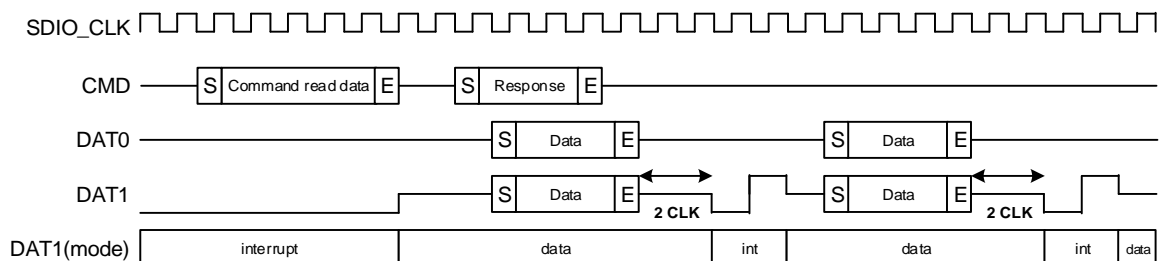 SDIO_CLK
CMD S Command read data E S Response E
DAT0 S Data E S Data E
DAT1 S Data E S Data E
2 CLK 2 CLK
DAT1(mode) interrupt data int data int data